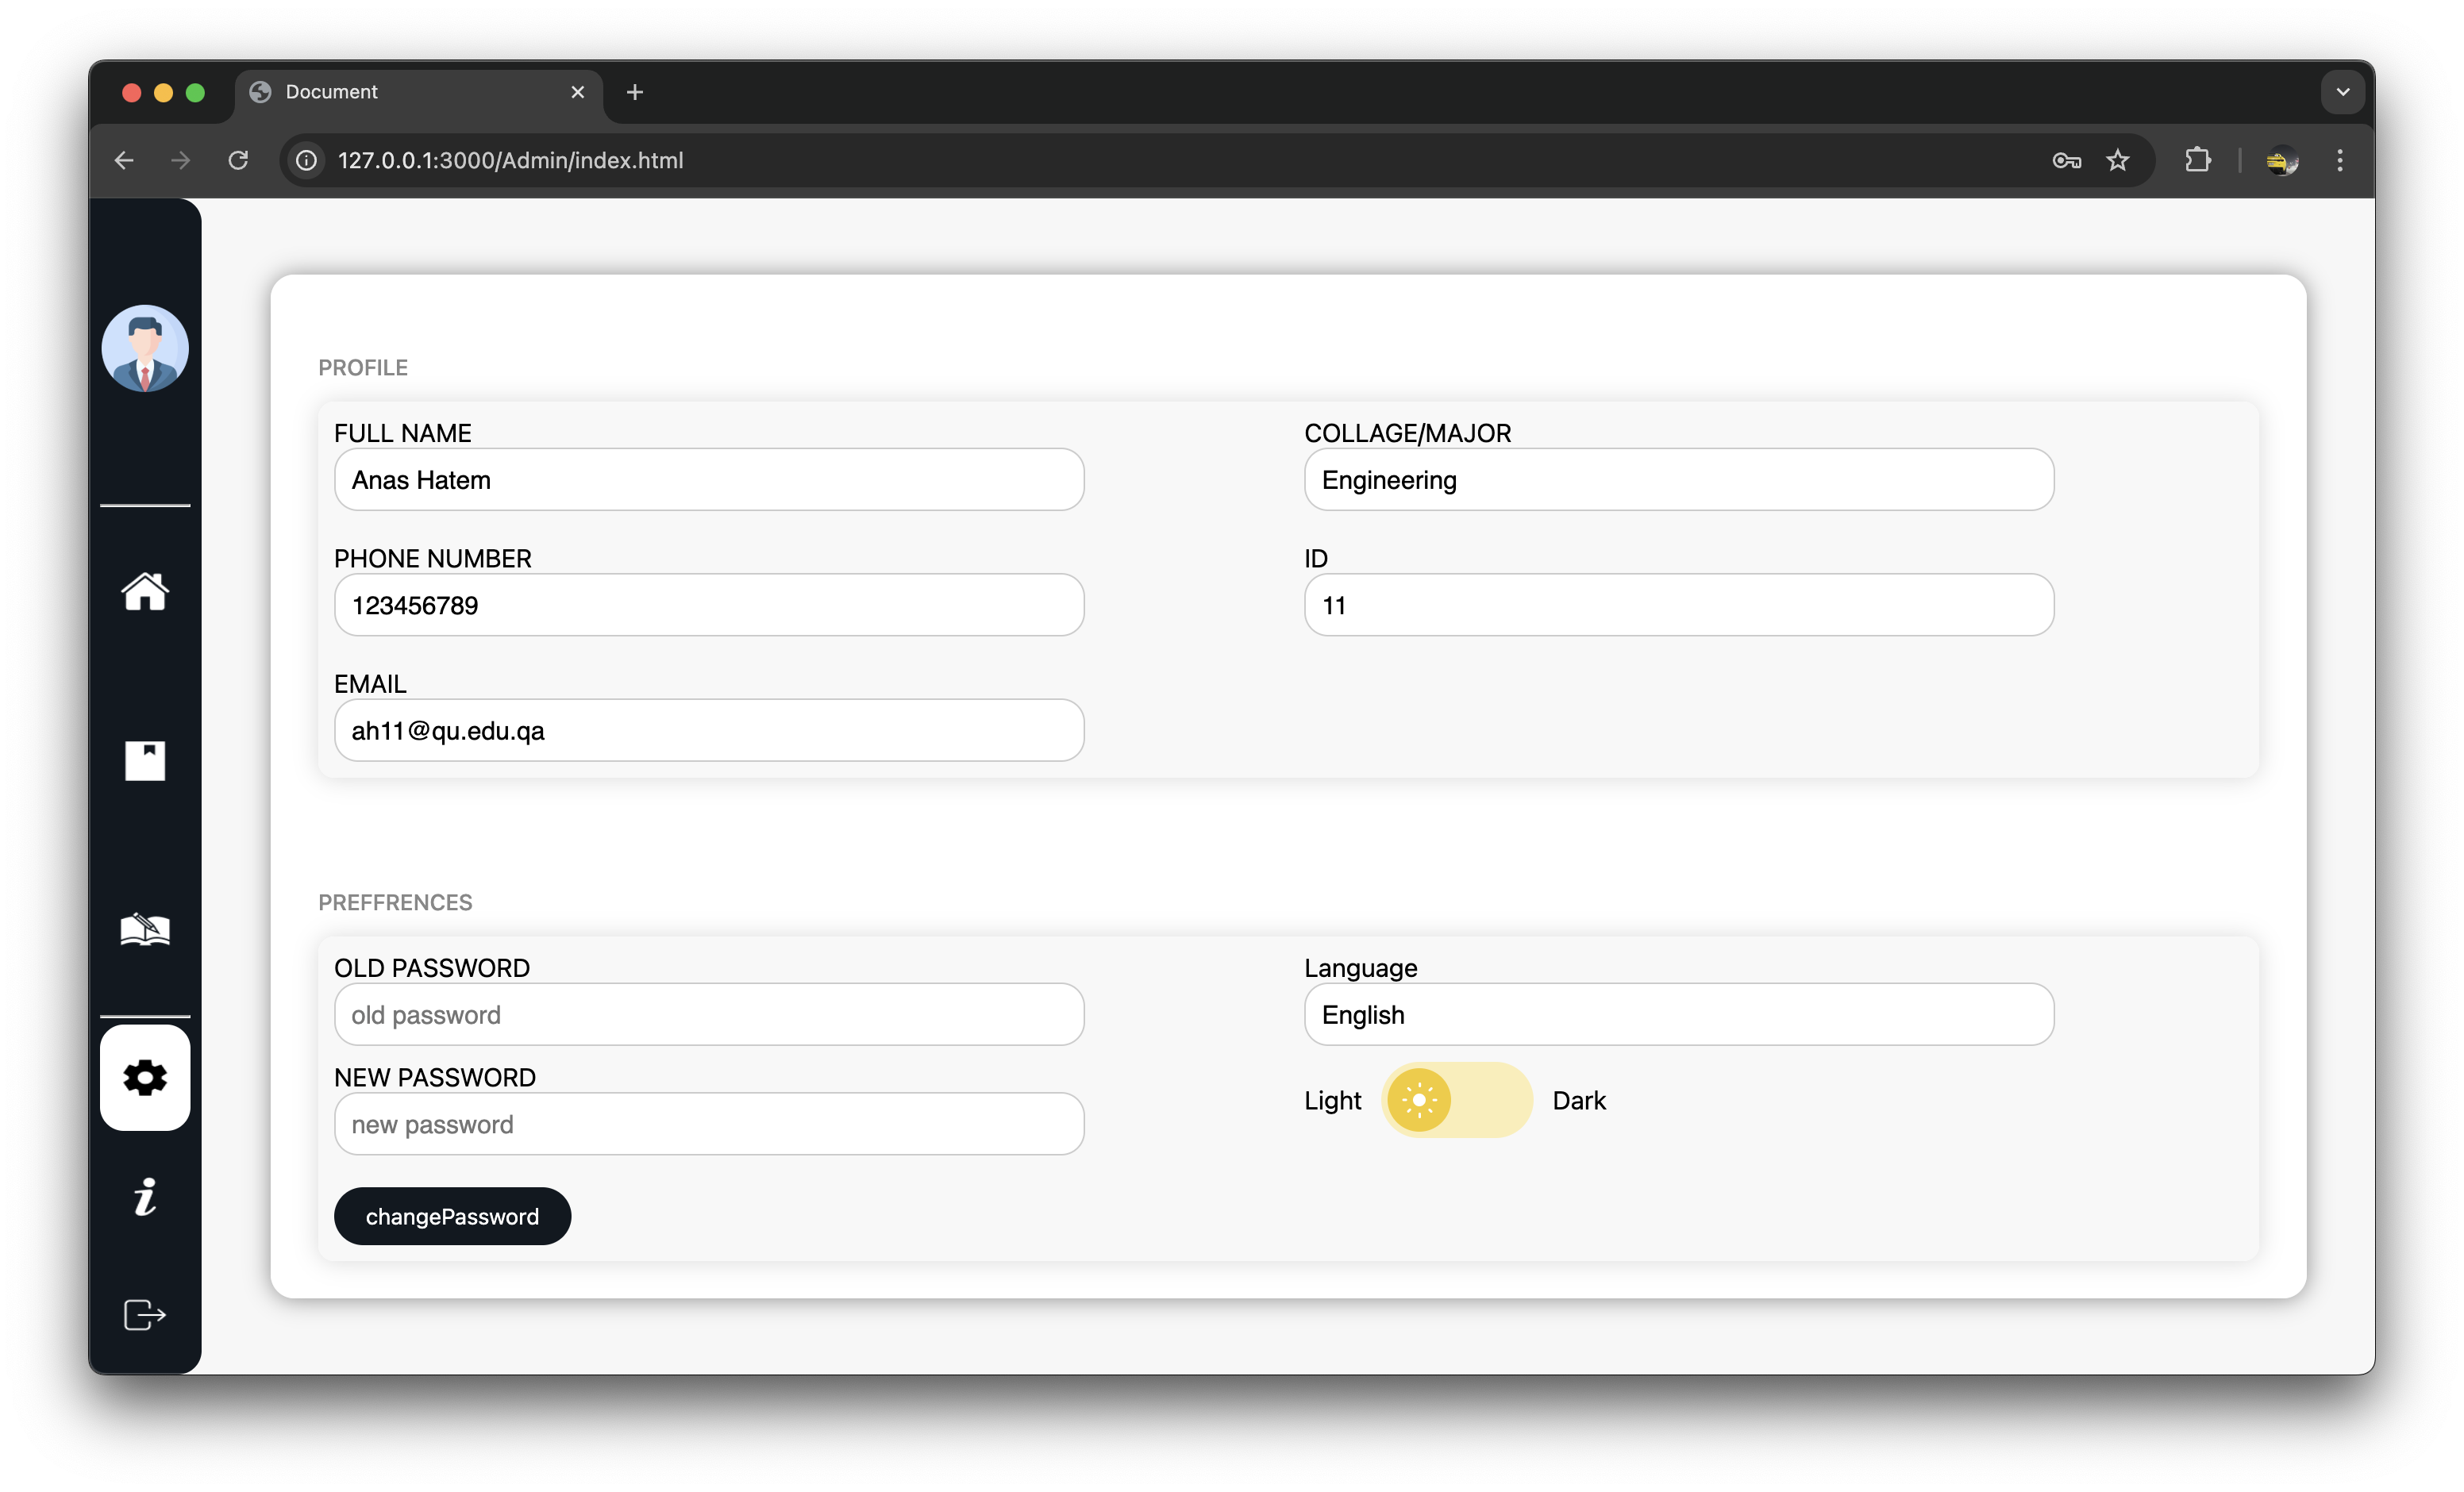 Document
127.0.0.1:3000/Admin/index.html
PROFILE
FULL NAME
COLLAGE/MAJOR
Anas Hatem
Engineering
PHONE NUMBER
ID
123456789
11
EMAIL
ah11@qu.edu.qa
PREFFRENCES
OLD PASSWORD
Language
old password
English
NEW PASSWORD
Light
Dark
new password
changePassword